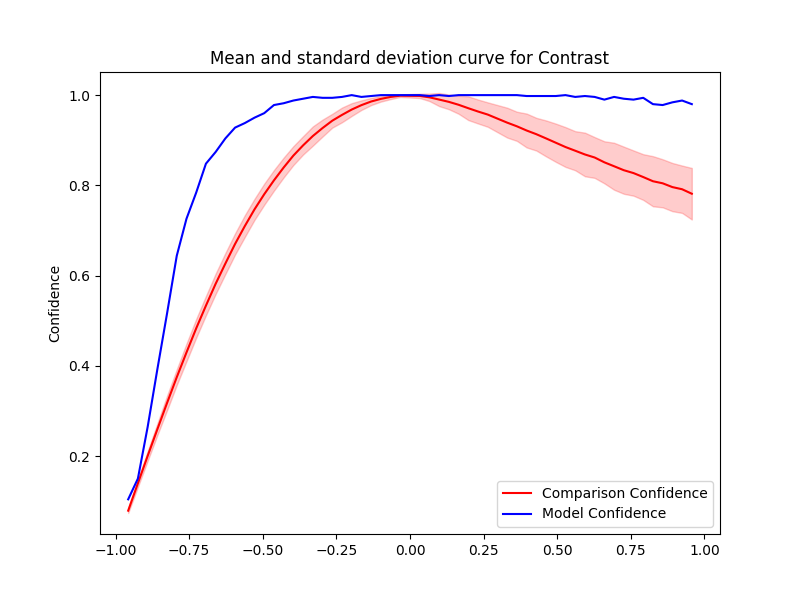 Mean and standard deviation curve for Contrast
Confidence
1.0
0.8
0.6
0.4
0.2
−1.00 −0.75 −0.50 −0.25 0.00 0.25 0.50 0.75 1.00
Comparison Confidence
Model Confidence